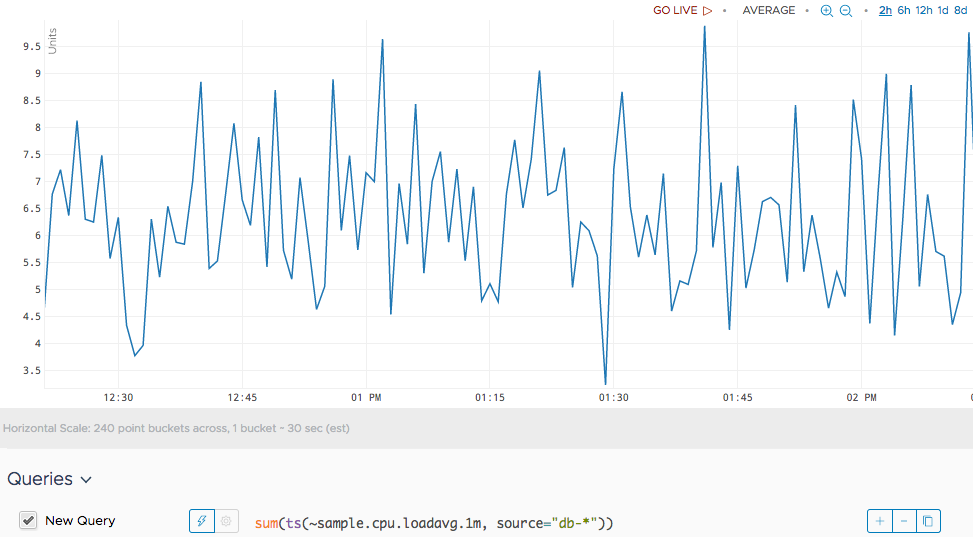 GO LIVE • AVERAGE • • 2h 6h 12h 1d 8d
Units
9.5
9
8.5
8
7.5
7
6.5
6
5.5
5
4.5
4
3.5
12:30 12:45 01 PM 01:15 01:30 01:45 02 PM
Horizontal Scale: 240 point buckets across, 1 bucket ~ 30 sec (est)
Queries
New Query sum(ts(~sample.cpu.loadavg.1m, source="db-*"))